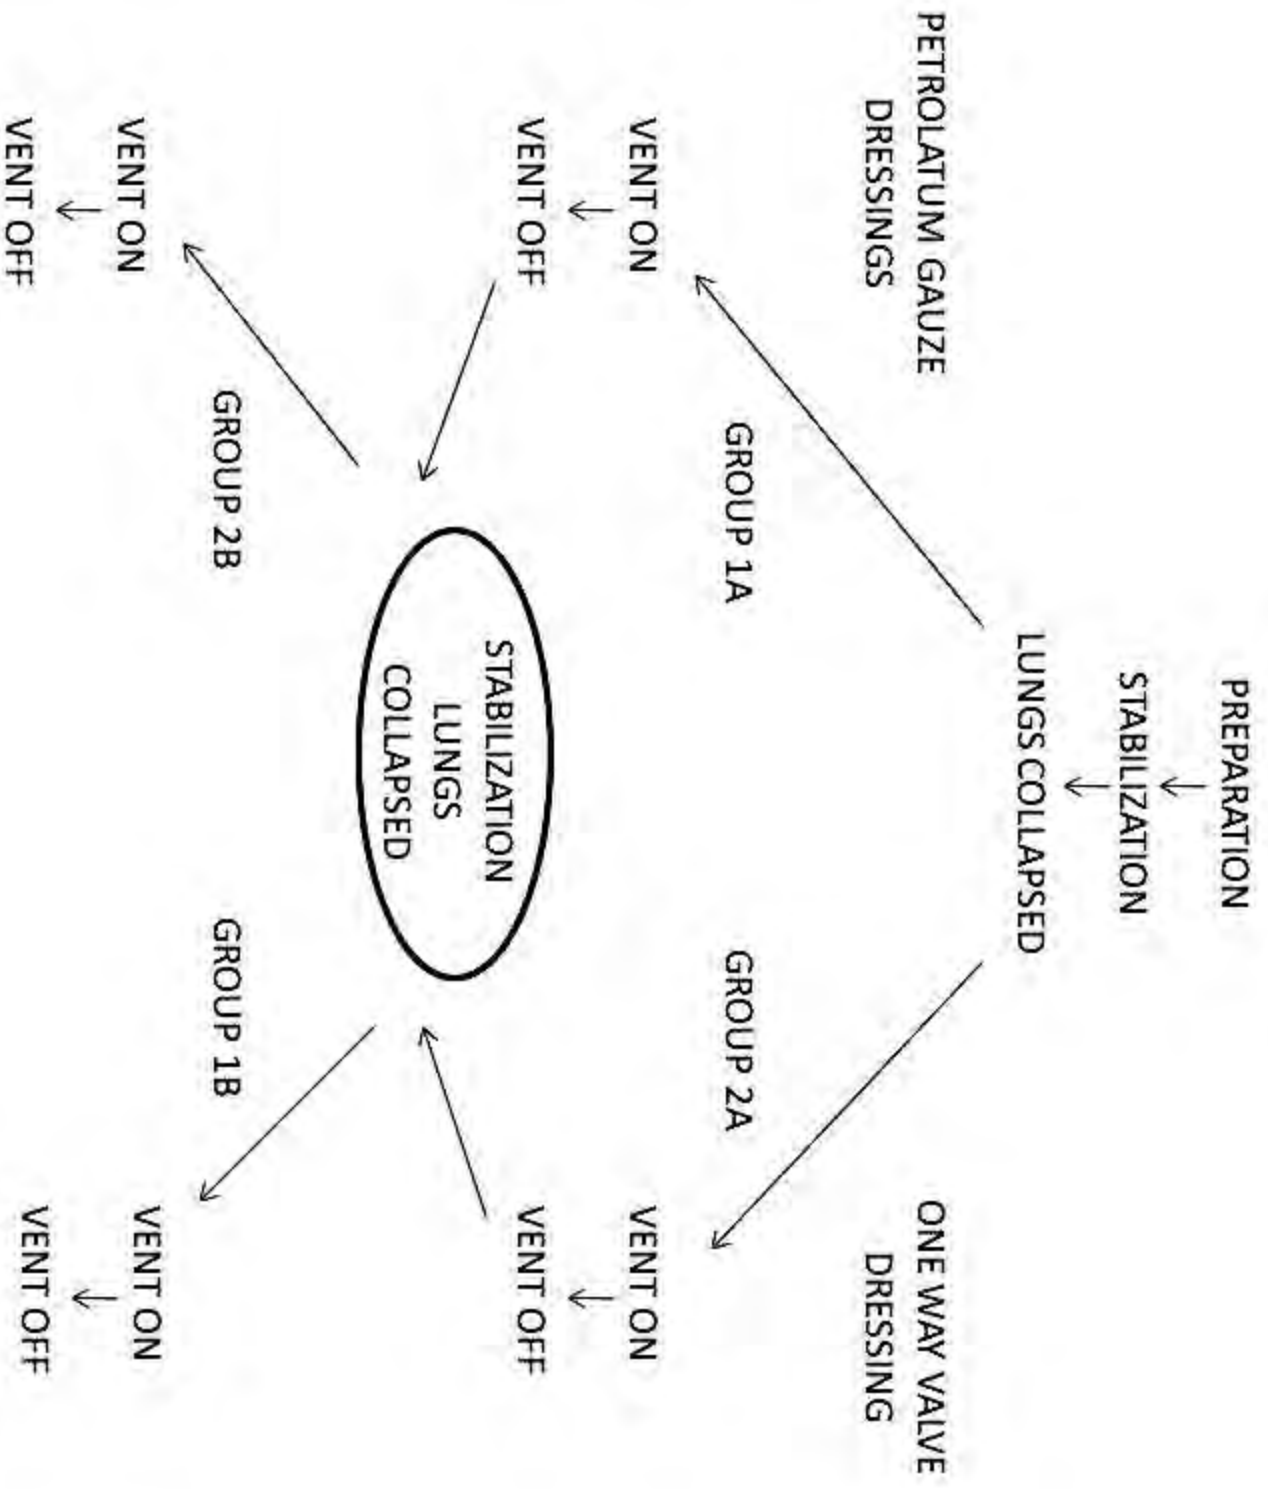 PREPARATION
STABILIZATION
LUNGS COLLAPSED
PETROLATUM GAUZE
DRESSINGS
ONE WAY VALVE
DRESSING
GROUP 1A
GROUP 2A
VENT ON
VENT OFF
VENT ON
VENT OFF
STABILIZATION
LUNGS
COLLAPSED
GROUP 2B
GROUP 1B
VENT ON
VENT OFF
VENT ON
VENT OFF